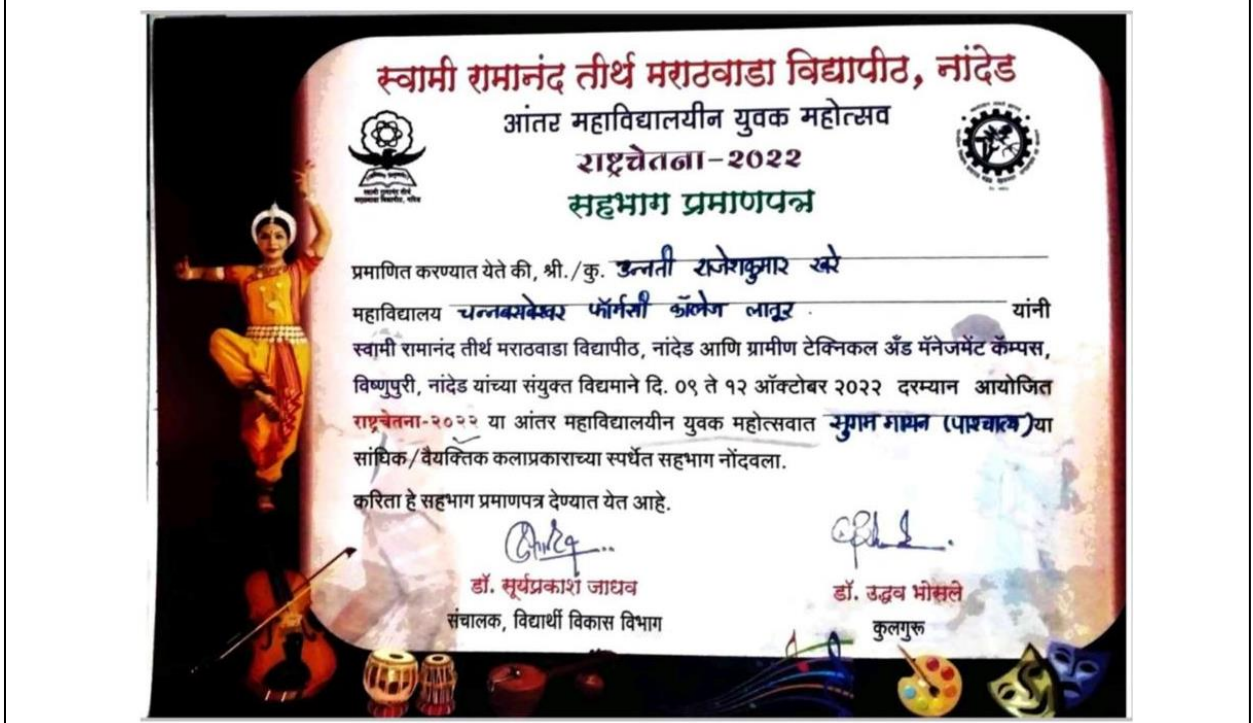 स्वामी रामानंद तीर्थ मराठवाडा विद्यापीठ, नांदेड
आंतर महाविद्यालयीन युवक महोत्सव
राष्ट्रचेतना-2022
सहभाग प्रमाणपत्र
स्वामी रामानंद तीर्थ
मराठवाडा विद्यापीठ, नांदेड
प्रमाणित करण्यात येते की, श्री./कु. उन्नती राजेशकुमार खरे
महाविद्यालय चन्नबसवेश्वर फॉर्मसी कॉलेज लातूर . यांनी
स्वामी रामानंद तीर्थ मराठवाडा विद्यापीठ, नांदेड आणि ग्रामीण टेक्निकल अँड मॅनेजमेंट कॅम्पस,
विष्णुपुरी, नांदेड यांच्या संयुक्त विद्यमाने दि. ०९ ते १२ ऑक्टोबर २०२२ दरम्यान आयोजित
राष्ट्रचेतना-२०२२ या आंतर महाविद्यालयीन युवक महोत्सवात सुगम गायन (पाश्चात्य) या
सांघिक/वैयक्तिक कलाप्रकाराच्या स्पर्धेत सहभाग नोंदवला.
करिता हे सहभाग प्रमाणपत्र देण्यात येत आहे.
डॉ. सूर्यप्रकाश जाधव
संचालक, विद्यार्थी विकास विभाग
डॉ. उद्धव भोसले
कुलगुरू